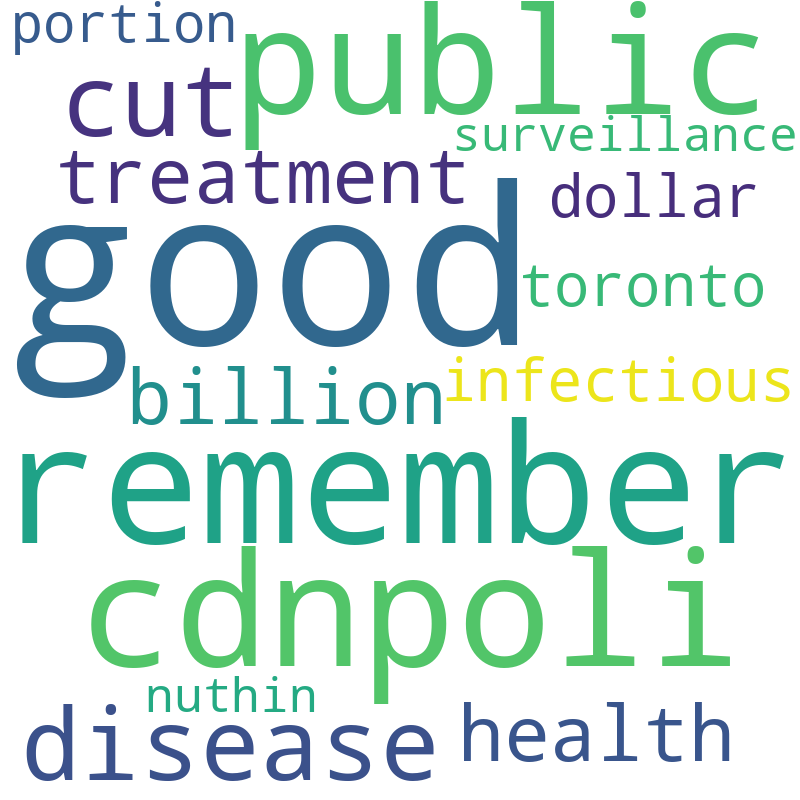 portion
public
cut
surveillance
treatment
dollar
good
toronto
billion
infectious
remember
cdnpoli
nuthin
disease
health